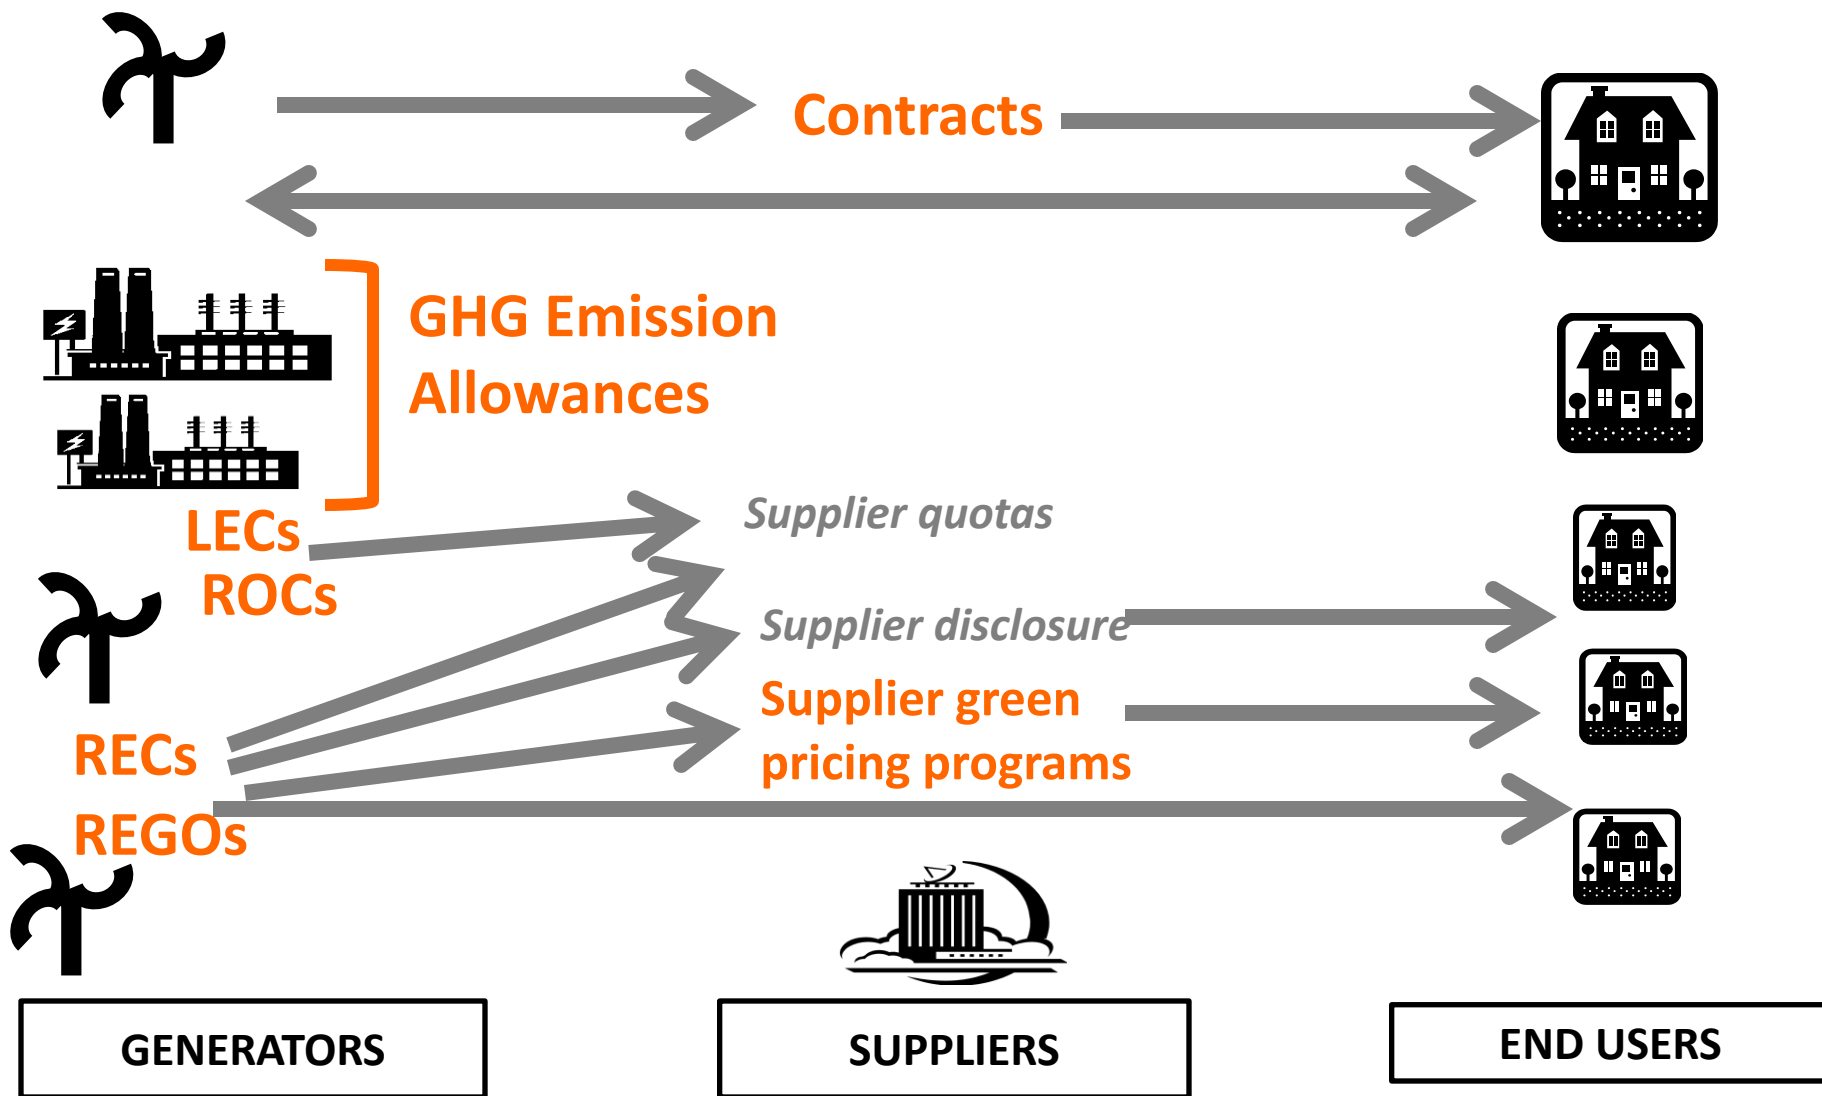 Contracts
GHG Emission
Allowances
LECs
ROCs
Supplier quotas
Supplier disclosure
Supplier green
pricing programs
RECs
REGOs
GENERATORS
SUPPLIERS
END USERS